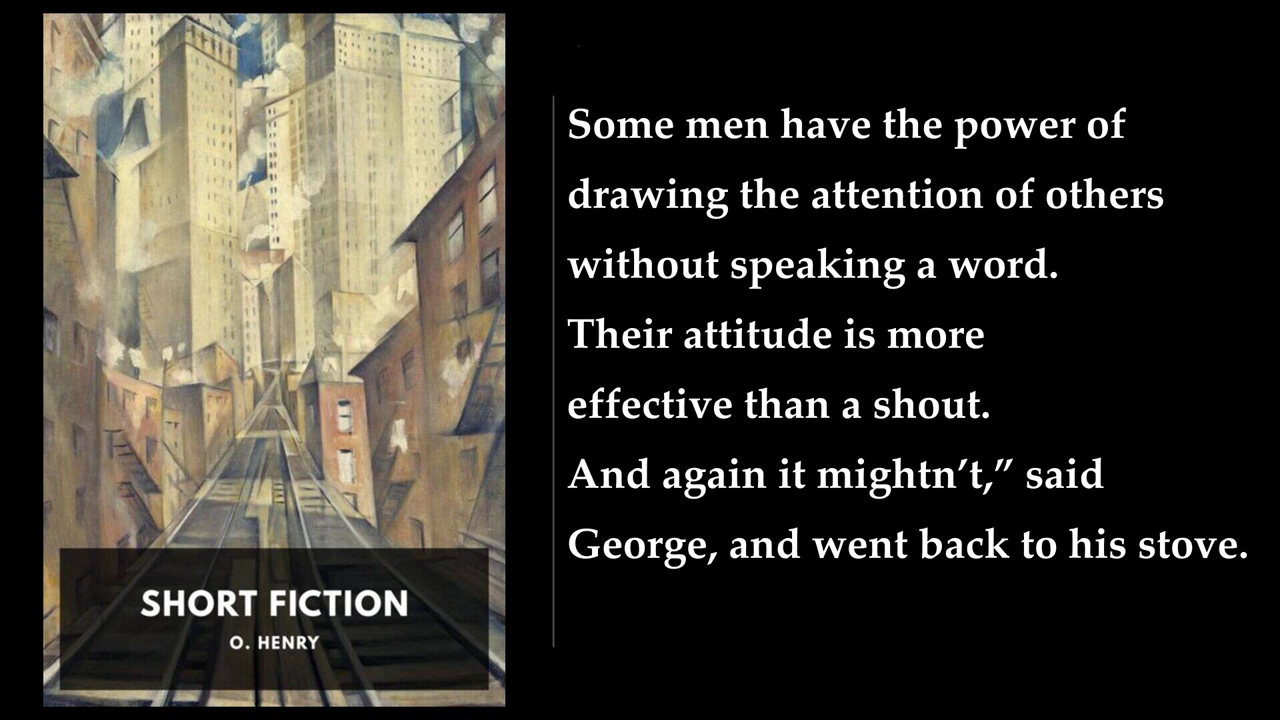 SHORT FICTION
O. HENRY
Some men have the power of
drawing the attention of others
without speaking a word.
Their attitude is more
effective than a shout.
And again it mightn’t,” said
George, and went back to his stove.